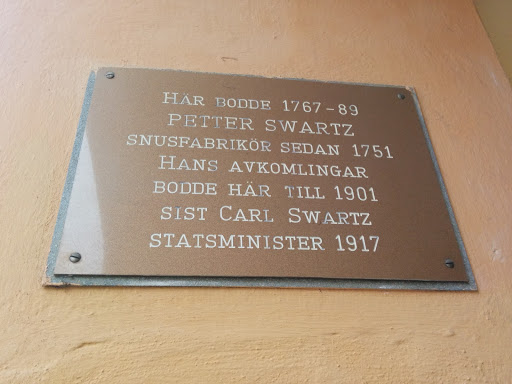 HÄR BODDE 1767-89
PETTER SWARTZ
SNUSFABRIKÖR SEDAN 1751
HANS AVKOMLINGAR
BODDE HÄR TILL 1901
SIST CARL SWARTZ
STATSMINISTER 1917